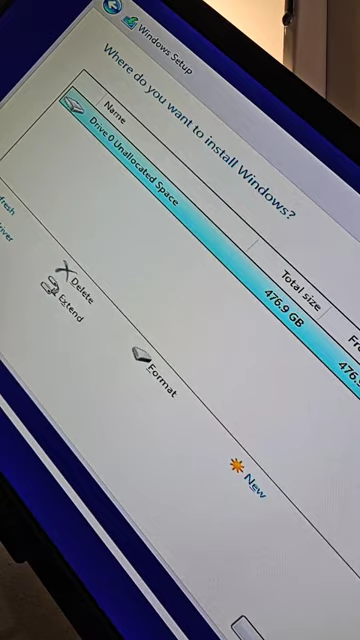 Windows Setup
Where do you want to install Windows?
Name
Total size
Drive 0 Unallocated Space
476.9 GB
Delete
Format
New
Extend